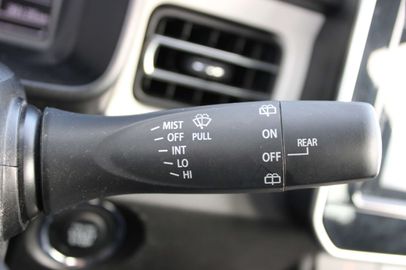 MIST
OFF PULL
INT
LO
HI
ON
OFF
REAR